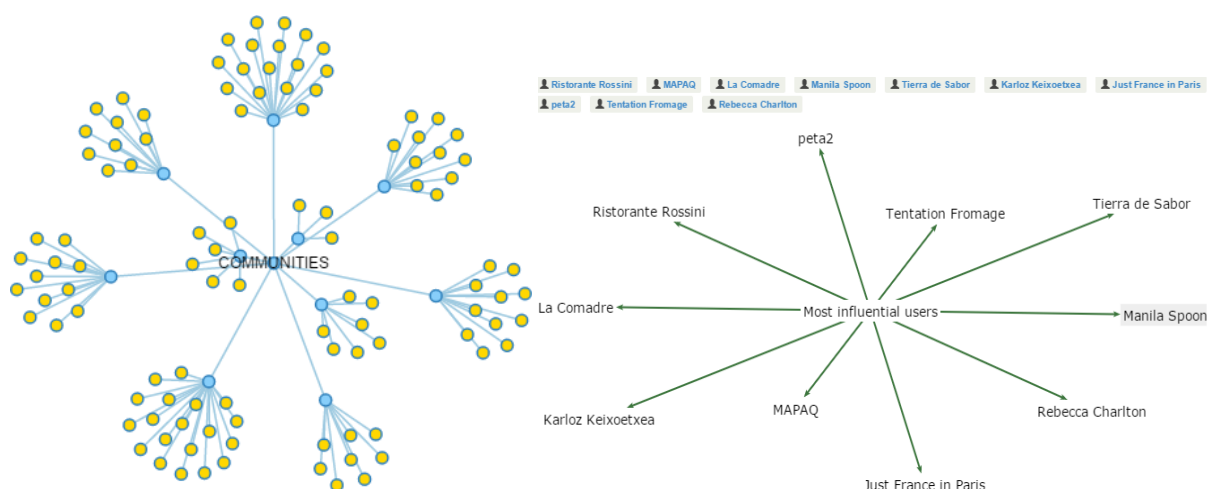 Ristorante Rossini MAPAQ La Comadre Manila Spoon Tierra de Sabor Karloz Keixoetxea Just France in Paris
peta2 Tentation Fromage Rebecca Charlton
peta2
Tierra de Sabor
Ristorante Rossini
Tentation Fromage
COMMUNITIES
La Comadre
Most influential users
Manila Spoon
MAPAQ
Rebecca Charlton
Karloz Keixoetxea
Just France in Paris